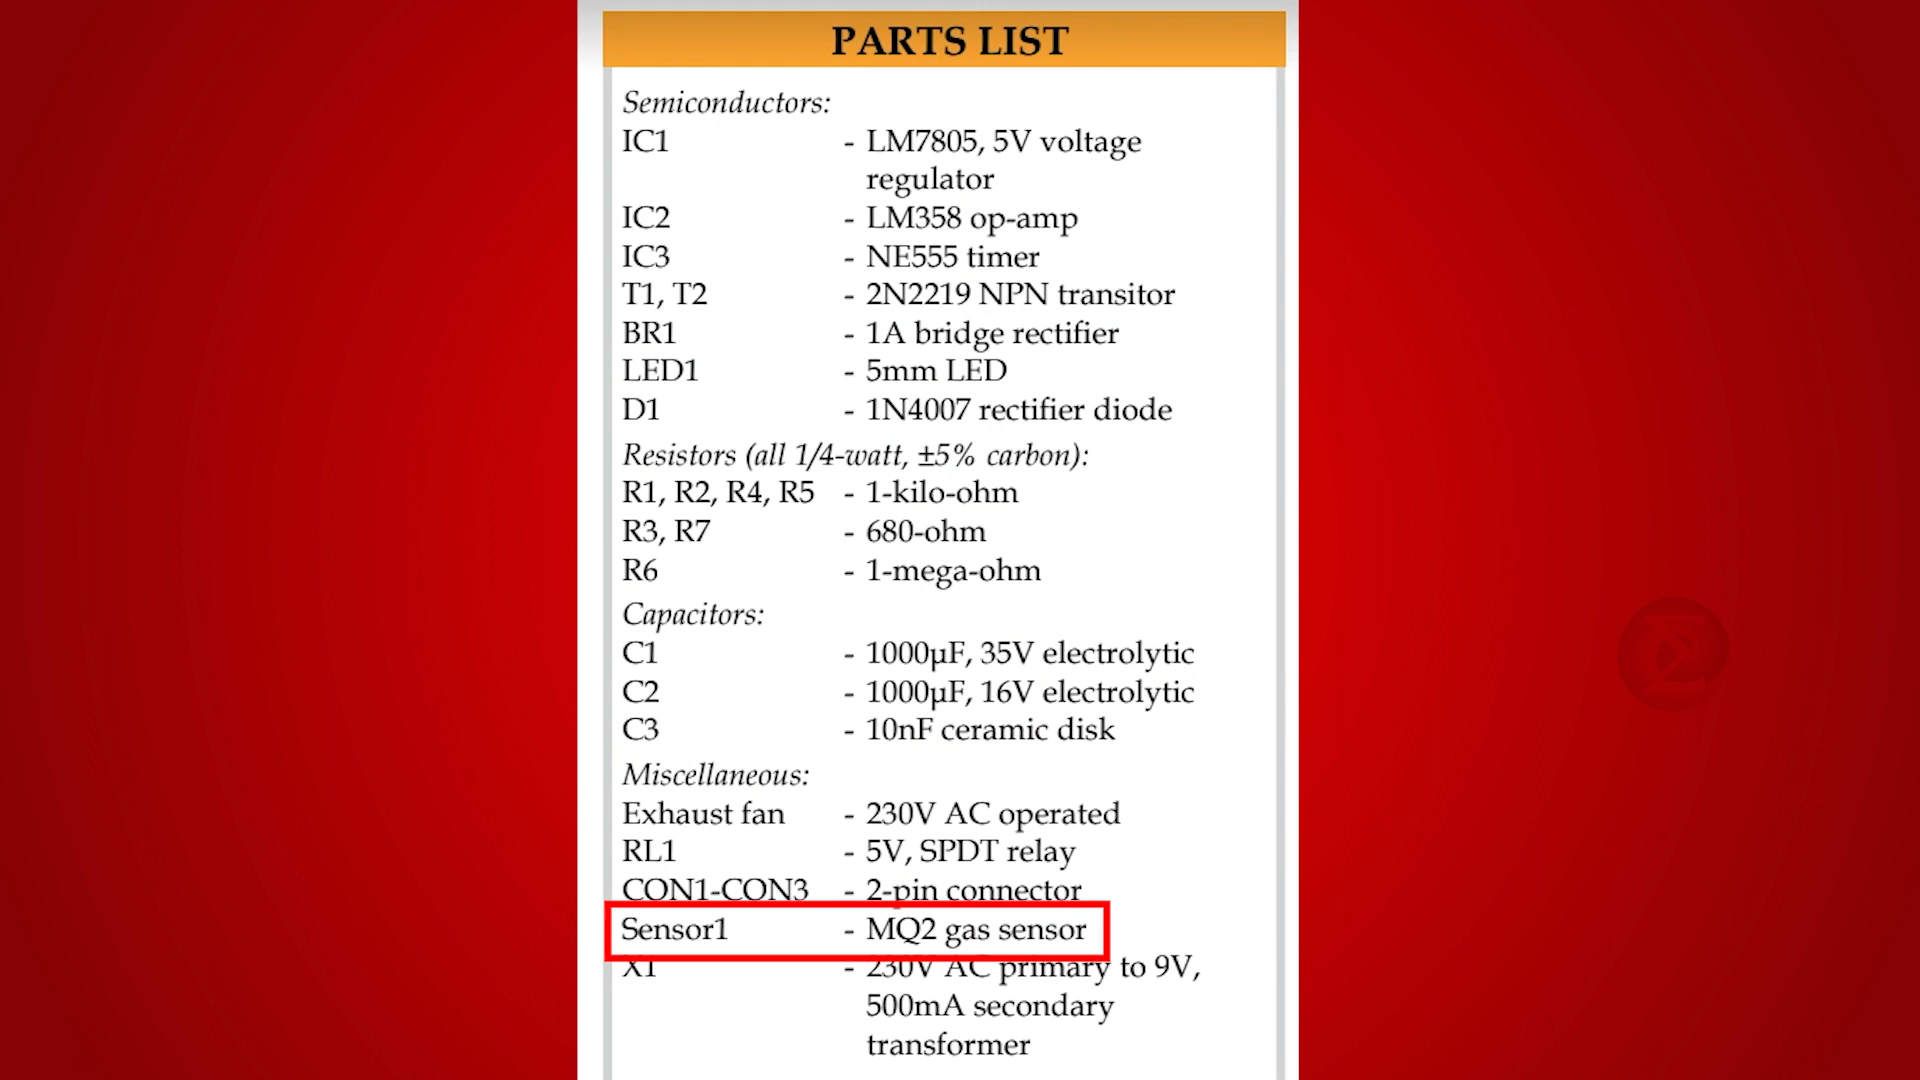 PARTS LIST
Semiconductors:
IC1 - LM7805, 5V voltage
regulator
IC2 - LM358 op-amp
IC3 - NE555 timer
T1, T2 - 2N2219 NPN transitor
BR1 - 1A bridge rectifier
LED1 - 5mm LED
D1 - 1N4007 rectifier diode
Resistors (all 1/4-watt, ±5% carbon):
R1, R2, R4, R5 - 1-kilo-ohm
R3, R7 - 680-ohm
R6 - 1-mega-ohm
Capacitors:
C1 - 1000µF, 35V electrolytic
C2 - 1000µF, 16V electrolytic
C3 - 10nF ceramic disk
Miscellaneous:
Exhaust fan - 230V AC operated
RL1 - 5V, SPDT relay
CON1-CON3 - 2-pin connector
Sensor1 - MQ2 gas sensor
X1 - 230V AC primary to 9V,
500mA secondary
transformer